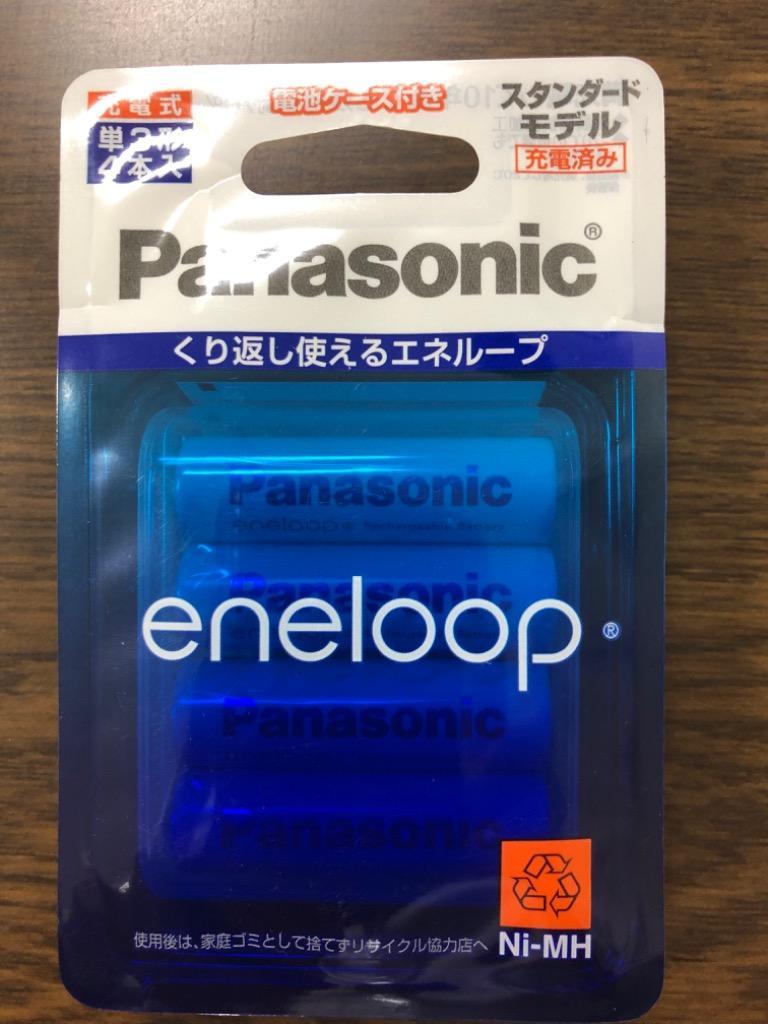 充電式
単3形
4本入
電池ケース付き
スタンダード
モデル
充電済み
Panasonic®
くり返し使えるエネループ
Panasonic
eneloop® Rechargeable Battery
Panasonic
eneloop®
Panasonic
Panasonic
使用後は、家庭ゴミとして捨てずリサイクル協力店へ
Ni-MH